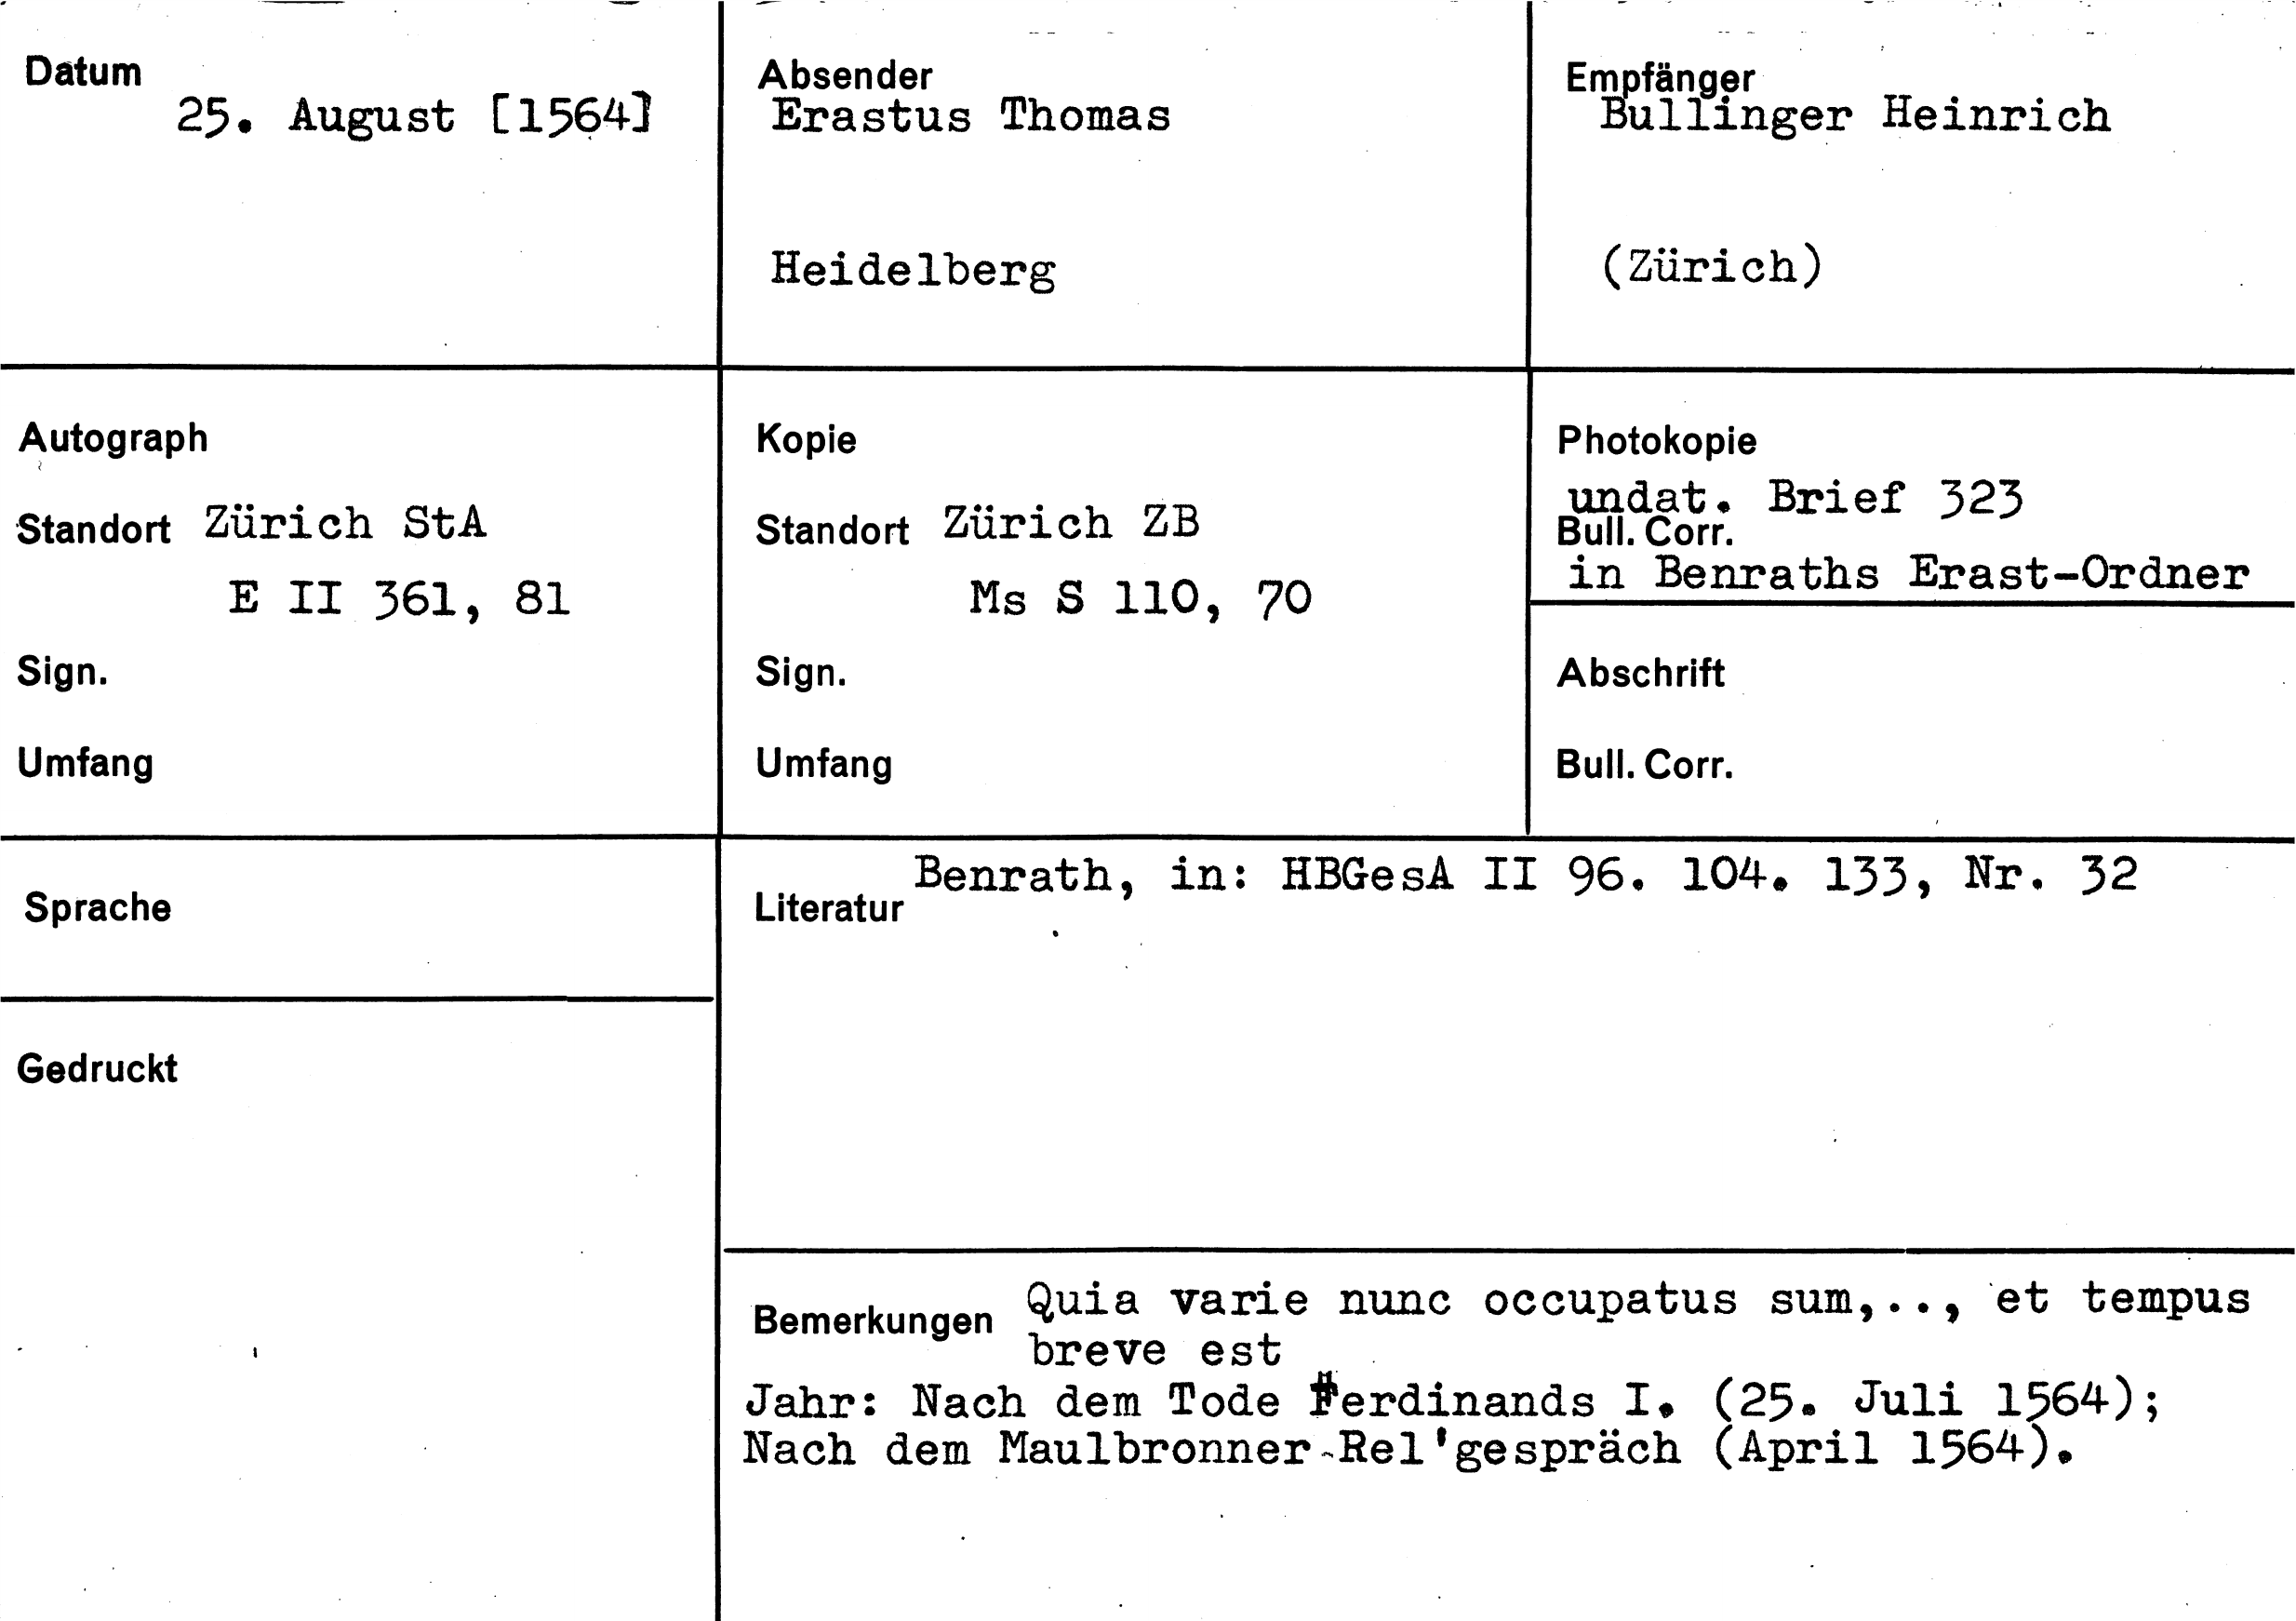 Datum
25. August [1564]
Absender
Erastus Thomas
Heidelberg
Empfänger
Bullinger Heinrich
(Zürich)
Autograph
Standort Zürich StA
E II 361, 81
Sign.
Umfang
Kopie
Standort Zürich ZB
Ms S 110, 70
Sign.
Umfang
Photokopie
undat. Brief 323
Bull. Corr.
in Benraths Erast-Ordner
Abschrift
Bull. Corr.
Sprache
Gedruckt
Literatur Benrath, in: HBGesA II 96. 104. 133, Nr. 32
Bemerkungen Quia varie nunc occupatus sum,.., et tempus
breve est
Jahr: Nach dem Tode Ferdinands I. (25. Juli 1564);
Nach dem Maulbronner-Rel'gespräch (April 1564).